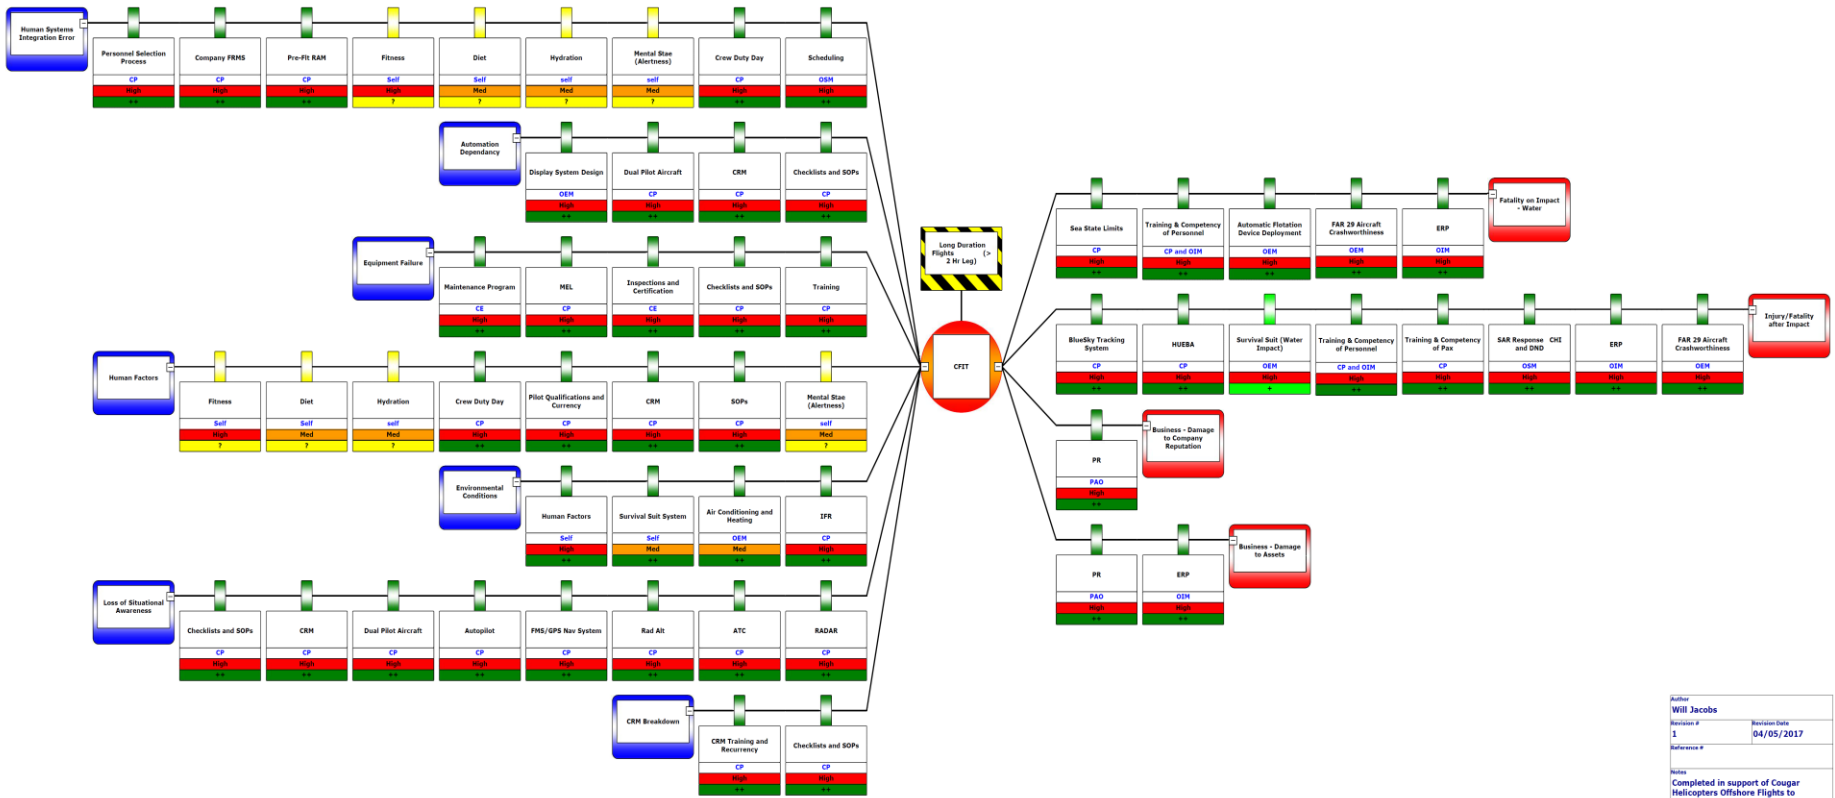 Human Systems
Integration Error
Personnel Selection
Process
CP
High
++
Company FRMS
CP
High
++
Pre-Flt RAM
CP
High
++
Fitness
Self
High
?
Diet
Self
Med
?
Hydration
self
Med
?
Mental Stae
(Alertness)
self
Med
?
Crew Duty Day
CP
High
++
Scheduling
OSM
High
++
Automation
Dependancy
Display System Design
OEM
High
++
Dual Pilot Aircraft
CP
High
++
CRM
CP
High
++
Checklists and SOPs
CP
High
++
Equipment Failure
Maintenance Program
CE
High
++
MEL
CP
High
++
Inspections and
Certification
CE
High
++
Checklists and SOPs
CP
High
++
Training
CP
High
++
Human Factors
Fitness
Self
High
?
Diet
Self
Med
?
Hydration
self
Med
?
Crew Duty Day
CP
High
++
Pilot Qualifications and
Currency
CP
High
++
CRM
CP
High
++
SOPs
CP
High
++
Mental Stae
(Alertness)
self
Med
?
Environmental
Conditions
Human Factors
Self
High
++
Survival Suit System
Self
Med
++
Air Conditioning and
Heating
OEM
Med
++
IFR
CP
High
++
Loss of Situational
Awareness
Checklists and SOPs
CP
High
++
CRM
CP
High
++
Dual Pilot Aircraft
CP
High
++
Autopilot
CP
High
++
FMS/GPS Nav System
CP
High
++
Rad Alt
CP
High
++
ATC
CP
High
++
RADAR
CP
High
++
CRM Breakdown
CRM Training and
Recurrency
CP
High
++
Checklists and SOPs
CP
High
++
Long Duration
Flights (>
2 Hr Leg)
CFIT
Sea State Limits
CP
High
++
Training & Competency
of Personnel
CP and OIM
High
++
Automatic Flotation
Device Deployment
OEM
High
++
FAR 29 Aircraft
Crashworthiness
OEM
High
++
ERP
OIM
High
++
Fatality on Impact
- Water
BlueSky Tracking
System
CP
High
++
HUEBA
CP
High
++
Survival Suit (Water
Impact)
OEM
High
+
Training & Competency
of Personnel
CP and OIM
High
++
Training & Competency
of Pax
CP
High
++
SAR Response CHI
and DND
OSM
High
++
ERP
OIM
High
++
FAR 29 Aircraft
Crashworthiness
OEM
High
++
Injury/Fatality
after Impact
PR
PAO
High
++
Business - Damage
to Company
Reputation
PR
PAO
High
++
ERP
OIM
High
++
Business - Damage
to Assets
Author
Will Jacobs
Revision # Revision Date
1 04/05/2017
Reference #
Notes
Completed in support of Cougar
Helicopters Offshore Flights to